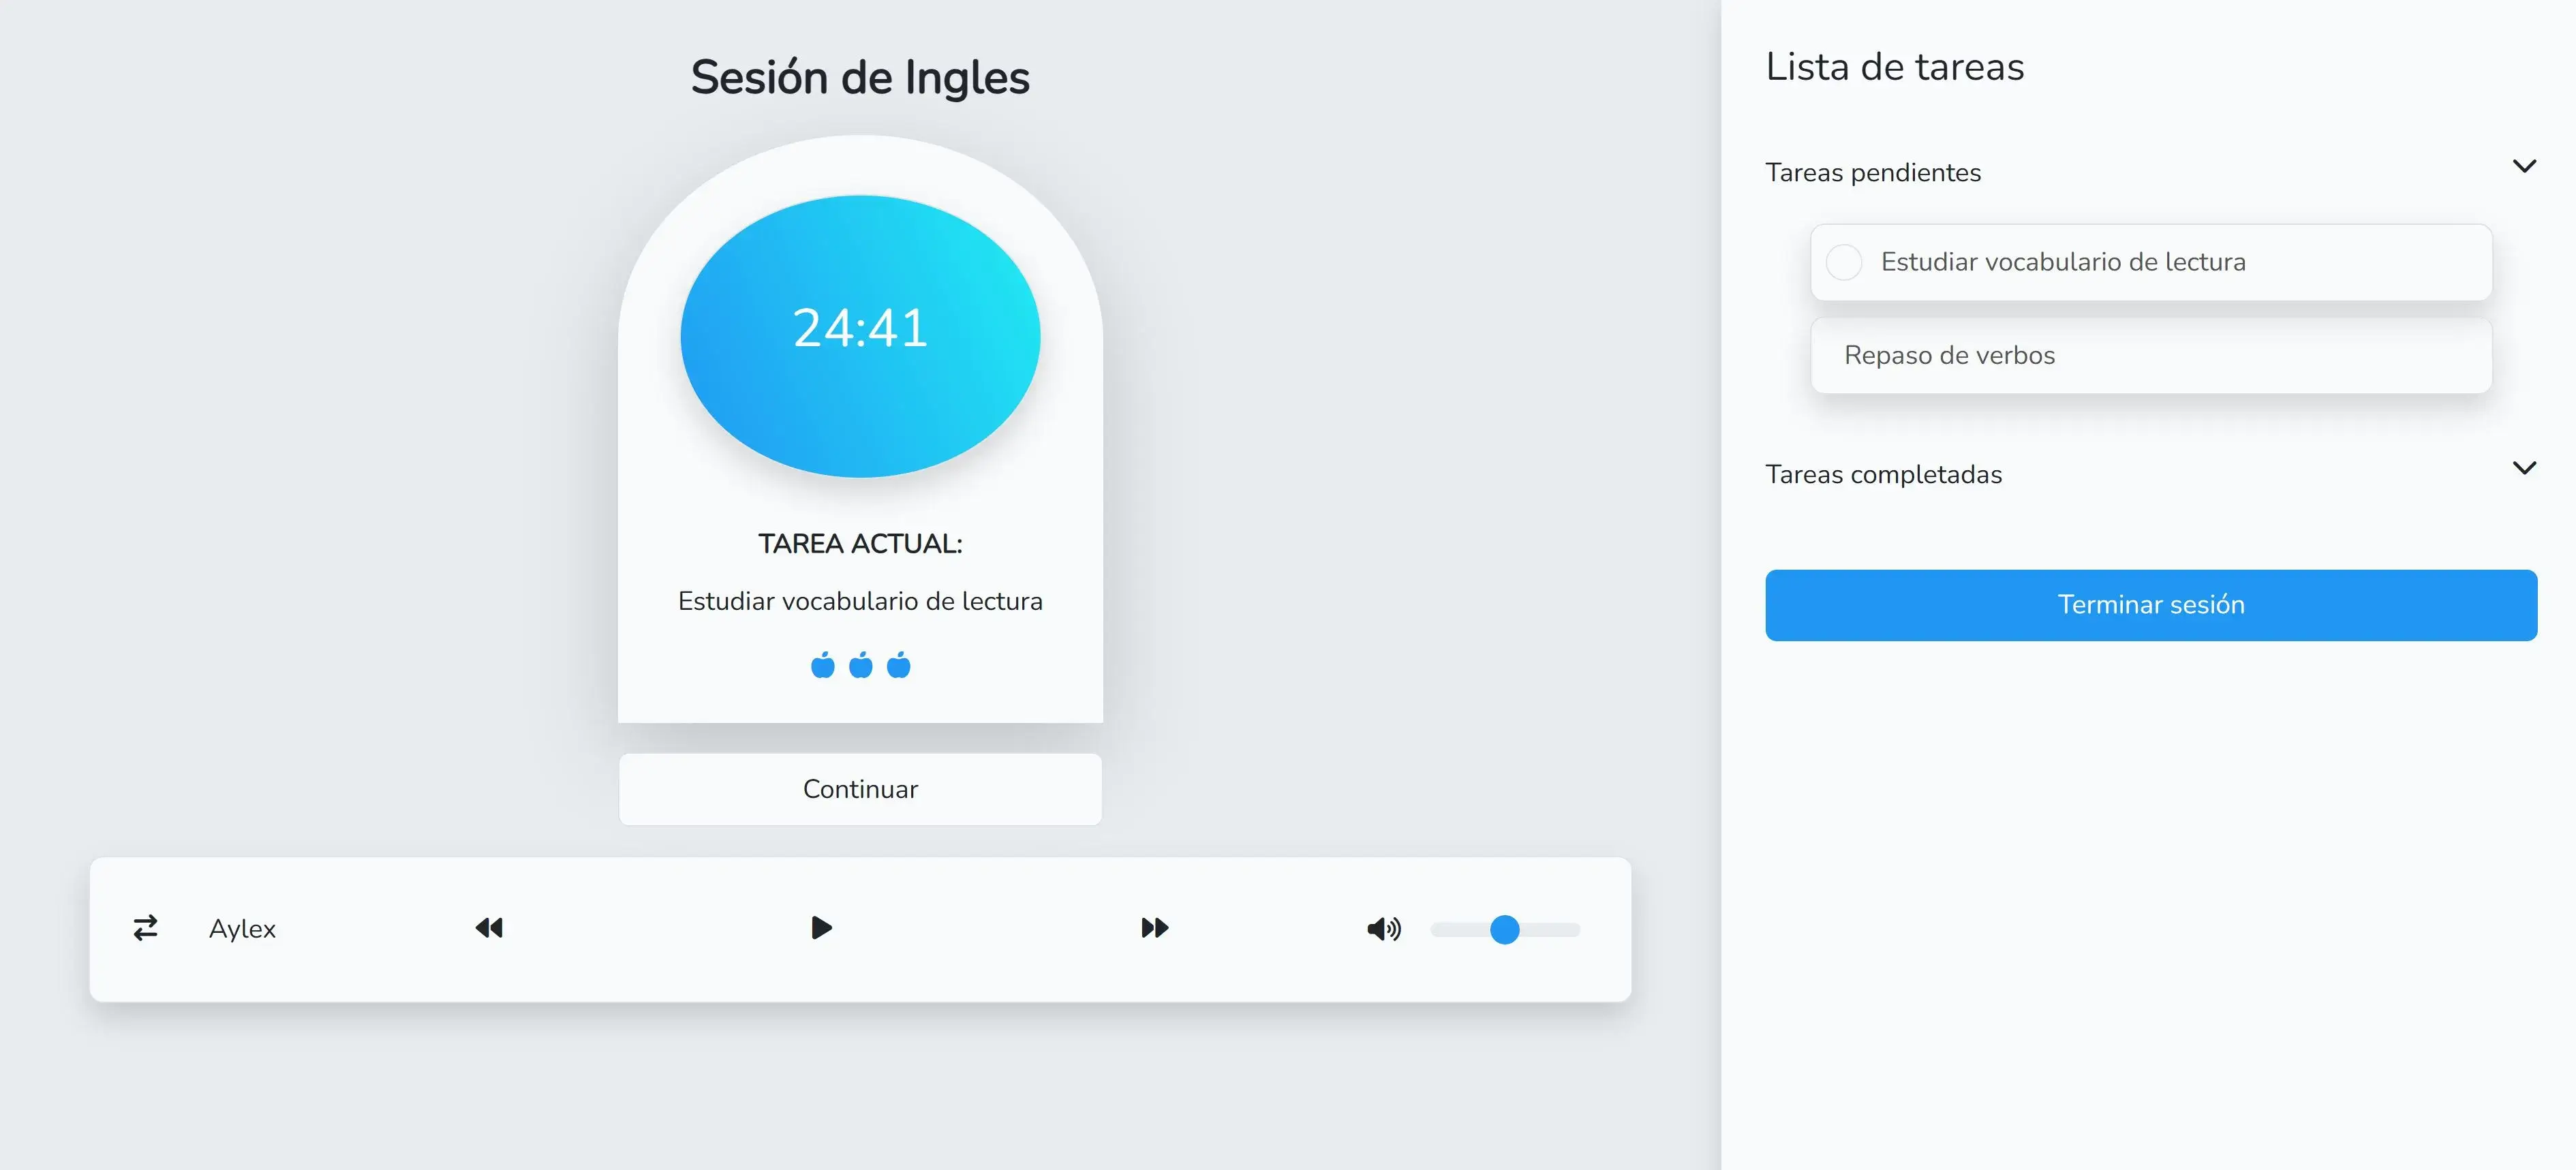 Sesión de Ingles
24:41
TAREA ACTUAL:
Estudiar vocabulario de lectura
Continuar
Aylex
Lista de tareas
Tareas pendientes
Estudiar vocabulario de lectura
Repaso de verbos
Tareas completadas
Terminar sesión